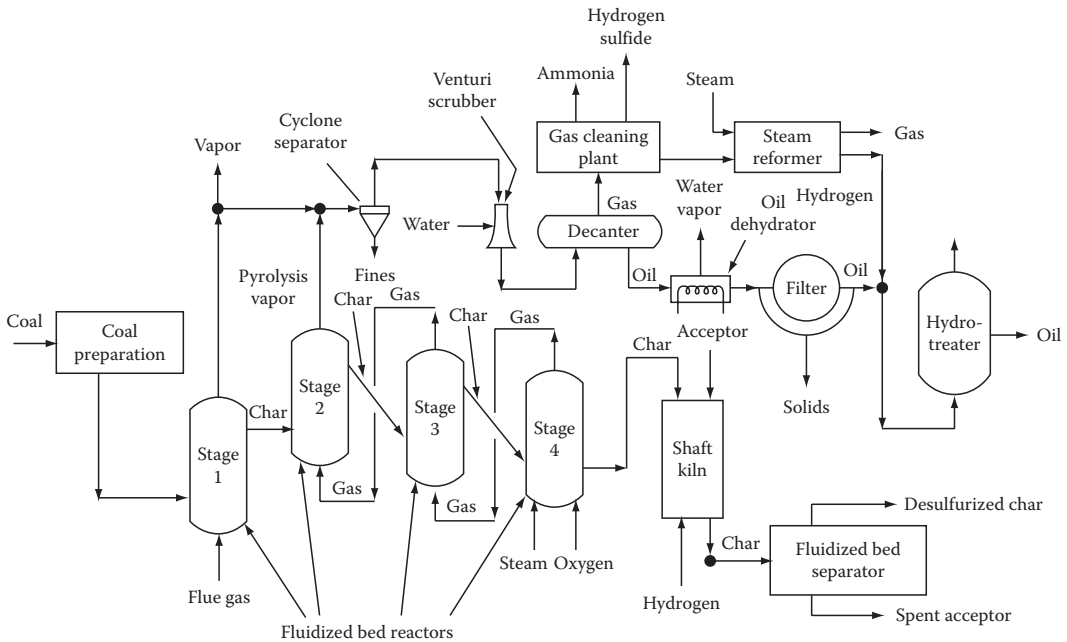 Hydrogen
sulfide
Ammonia
Steam
Venturi
scrubber
Cyclone
separator
Vapor
Gas cleaning
plant
Steam
reformer
Gas
Hydrogen
Water
vapor
Oil
dehydrator
Gas
Water
Decanter
Fines
Pyrolysis
vapor
Oil
Filter
Oil
Char
Gas
Char
Gas
Coal
Coal
preparation
Acceptor
Char
Hydro-
treater
Oil
Solids
Stage
1
Char
Stage
2
Stage
3
Stage
4
Shaft
kiln
Gas
Gas
Steam
Oxygen
Flue gas
Fluidized bed reactors
Hydrogen
Char
Desulfurized char
Fluidized bed
separator
Spent acceptor